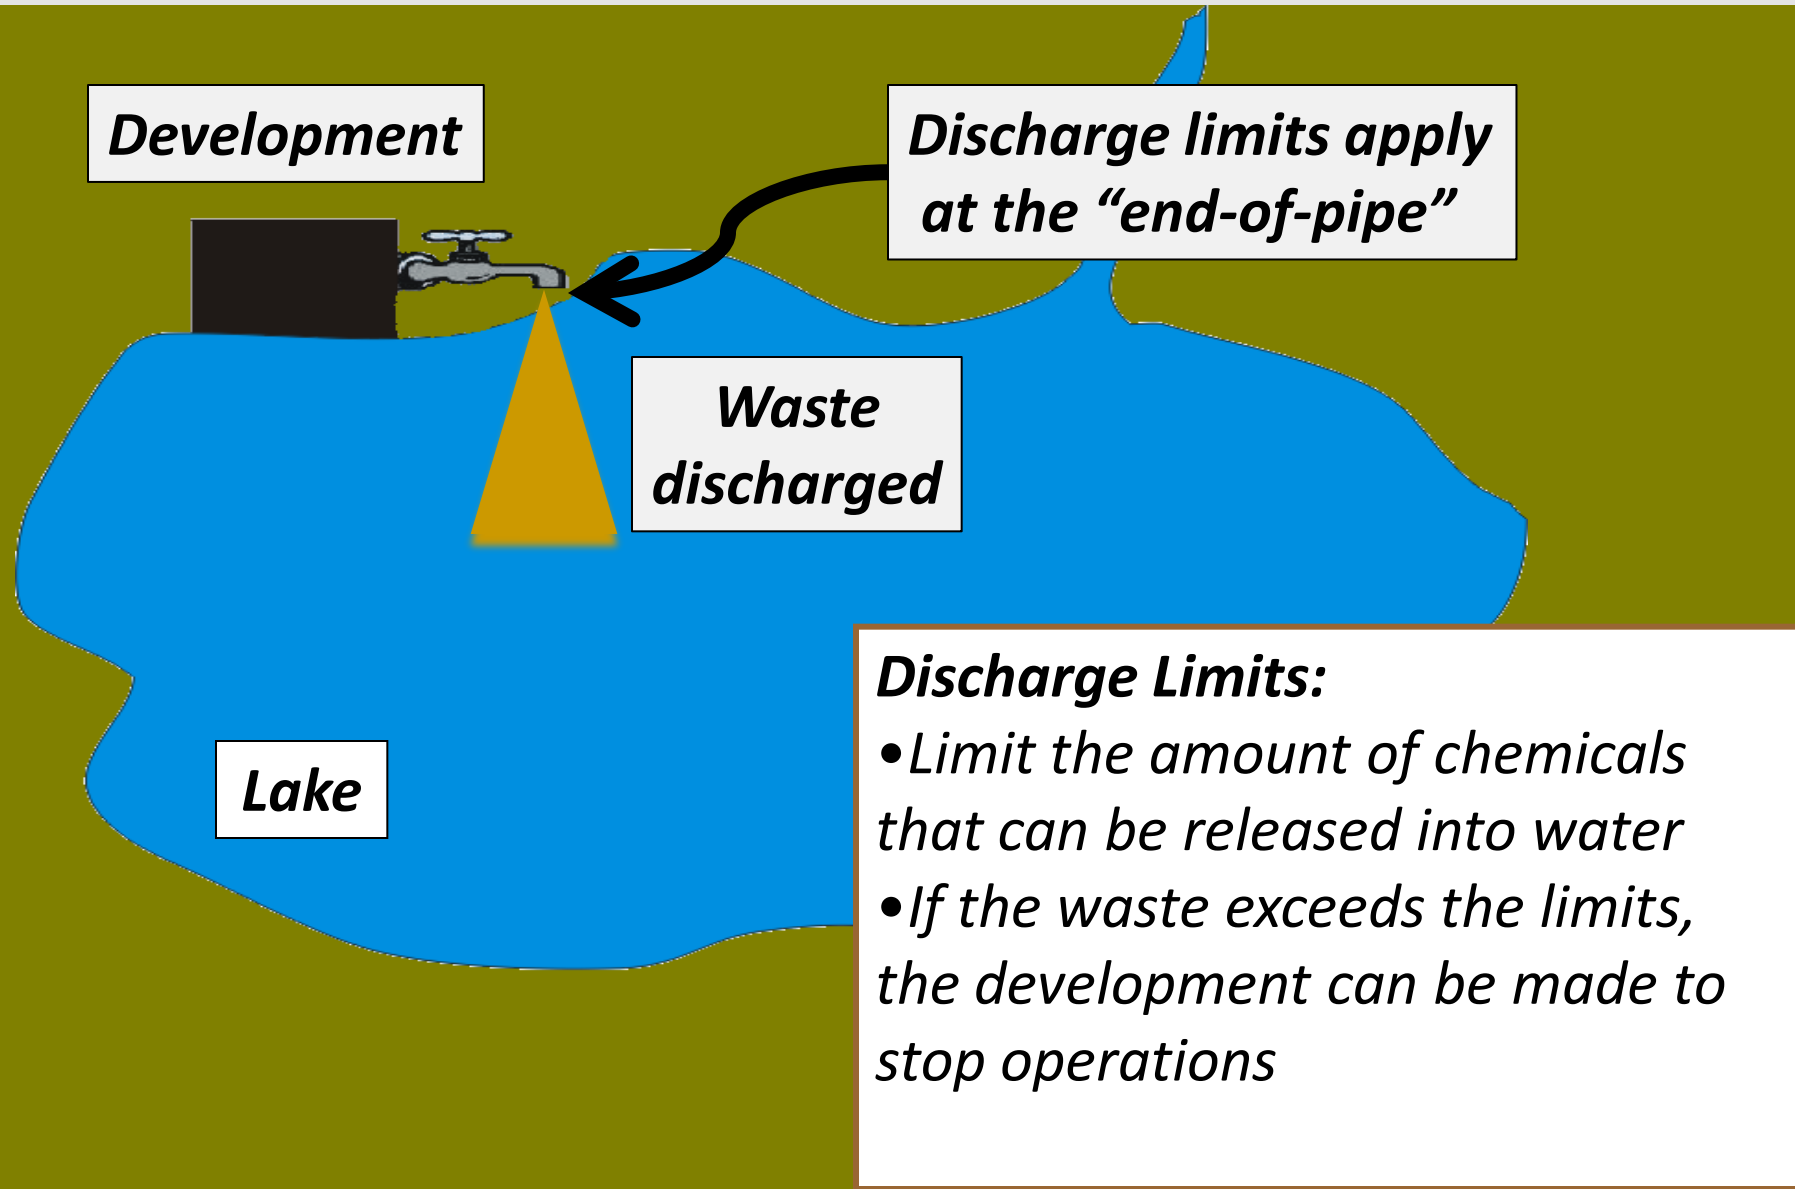 Development
Discharge limits apply
at the “end-of-pipe”
Waste
discharged
Lake
Discharge Limits:
•Limit the amount of chemicals
that can be released into water
•If the waste exceeds the limits,
the development can be made to
stop operations